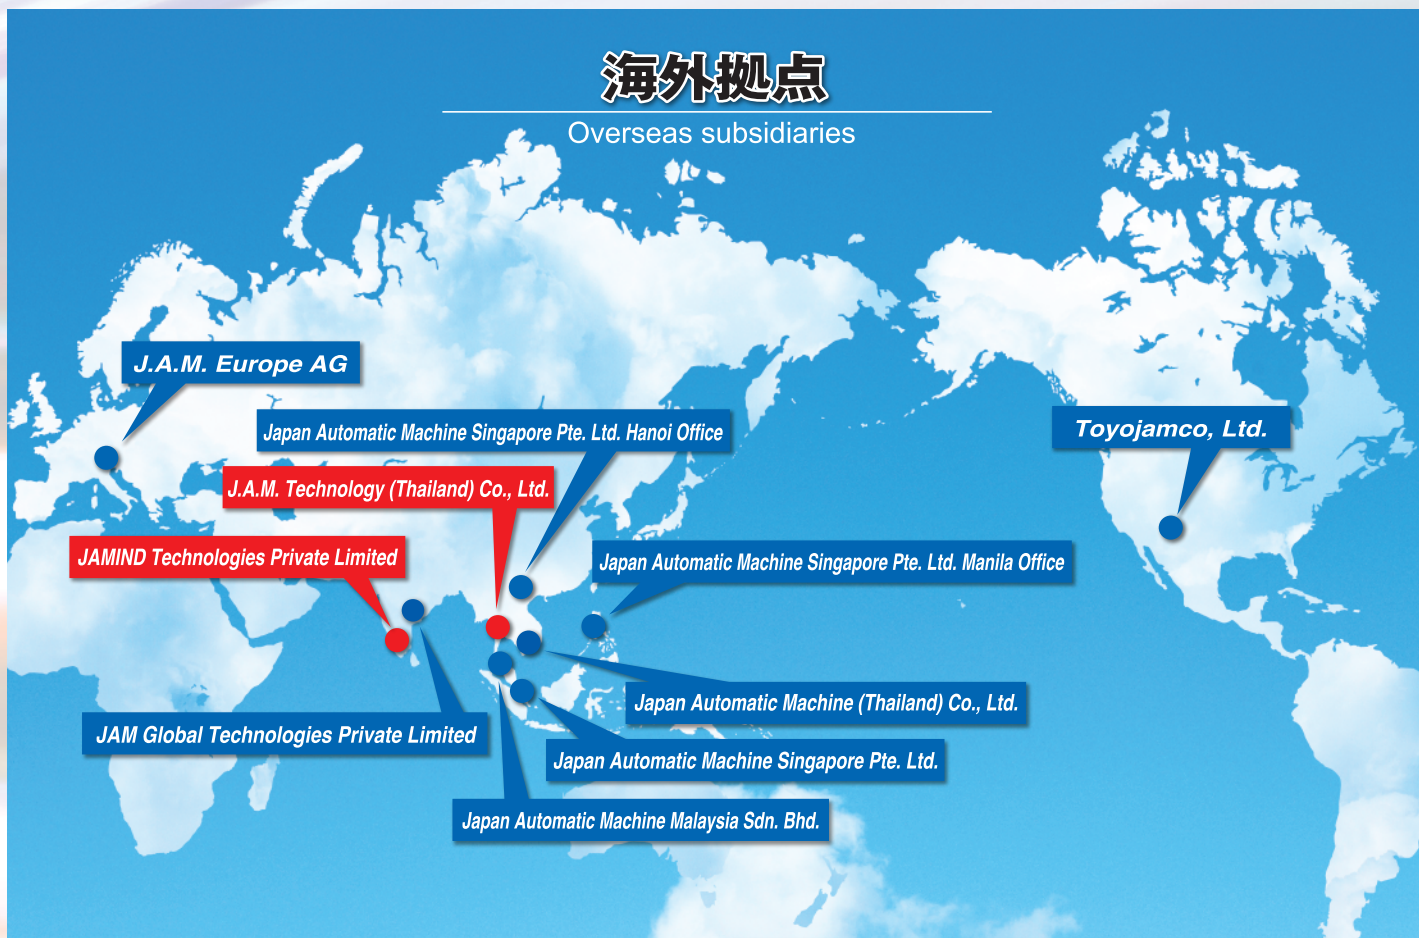 海外拠点
Overseas subsidiaries
J.A.M. Europe AG
Japan Automatic Machine Singapore Pte. Ltd. Hanoi Office
Toyojamco, Ltd.
J.A.M. Technology (Thailand) Co., Ltd.
JAMIND Technologies Private Limited
Japan Automatic Machine Singapore Pte. Ltd. Manila Office
Japan Automatic Machine (Thailand) Co., Ltd.
JAM Global Technologies Private Limited
Japan Automatic Machine Singapore Pte. Ltd.
Japan Automatic Machine Malaysia Sdn. Bhd.